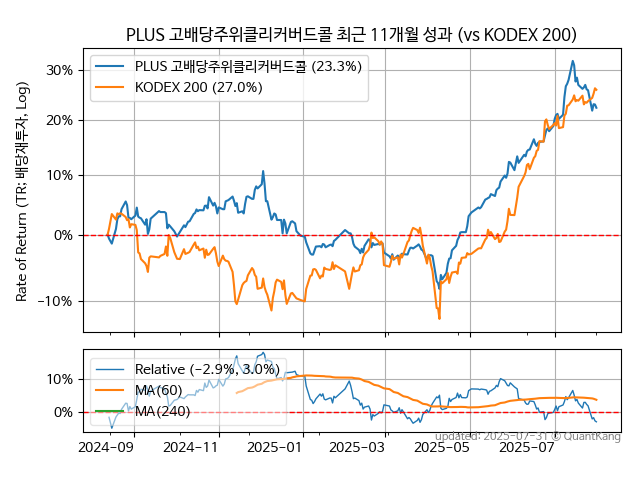 PLUS 고배당주위클리커버드콜 최근 11개월 성과 (vs KODEX 200)
Rate of Return (TR: 배당재투자, Log)
PLUS 고배당주위클리커버드콜 (23.3%)
KODEX 200 (27.0%)
30%
20%
10%
0%
−10%
Relative (−2.9%, 3.0%)
MA(60)
MA(240)
10%
0%
2024-09 2024-11 2025-01 2025-03 2025-05 2025-07
updated: 2025-07-31 © QuantKang